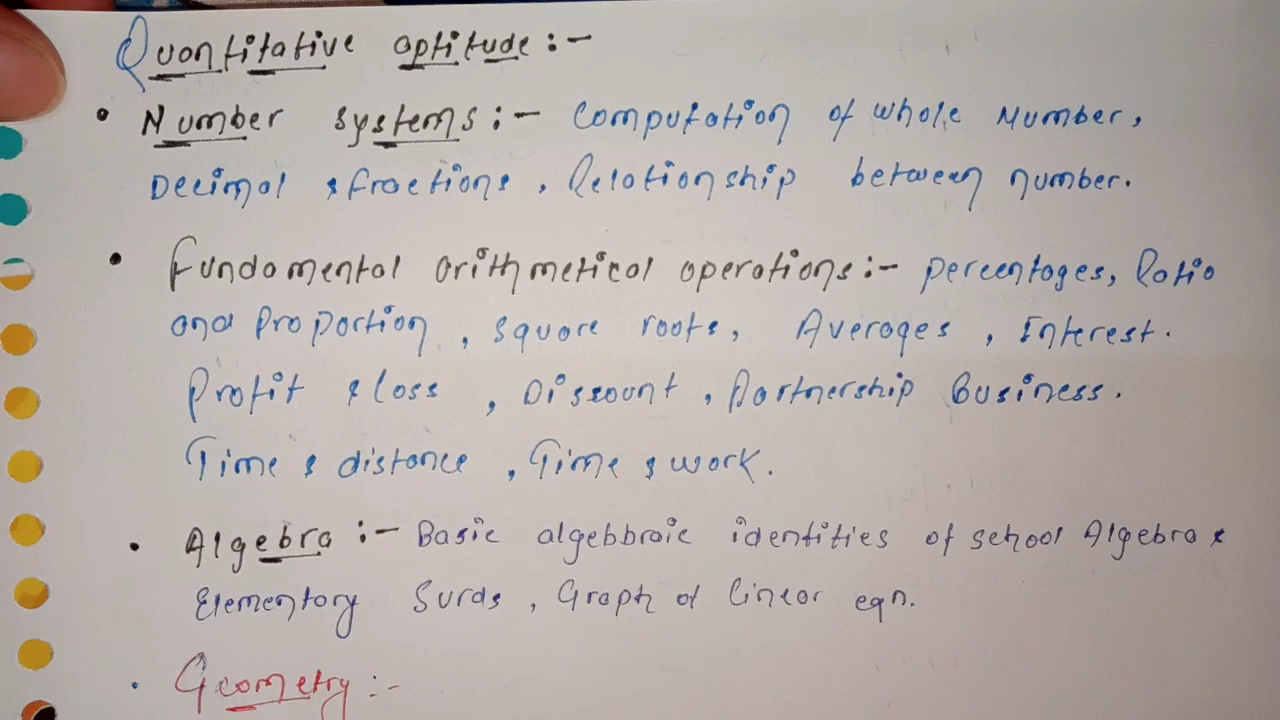 Quantitative aptitude :-
• Number systems :- Computation of whole Number,
Decimal & fractions, Relationship between number.
• Fundamental arithmetical operations :- percentages, Ratio
and Proportion, square roots, Averages, Interest.
Profit & loss, Discount, Partnership Business.
Time & distance, Time & work.
• Algebra :- Basic algebbraic identities of school Algebra &
Elementory Surds, Graph of linear eqn.
• Geometry :-